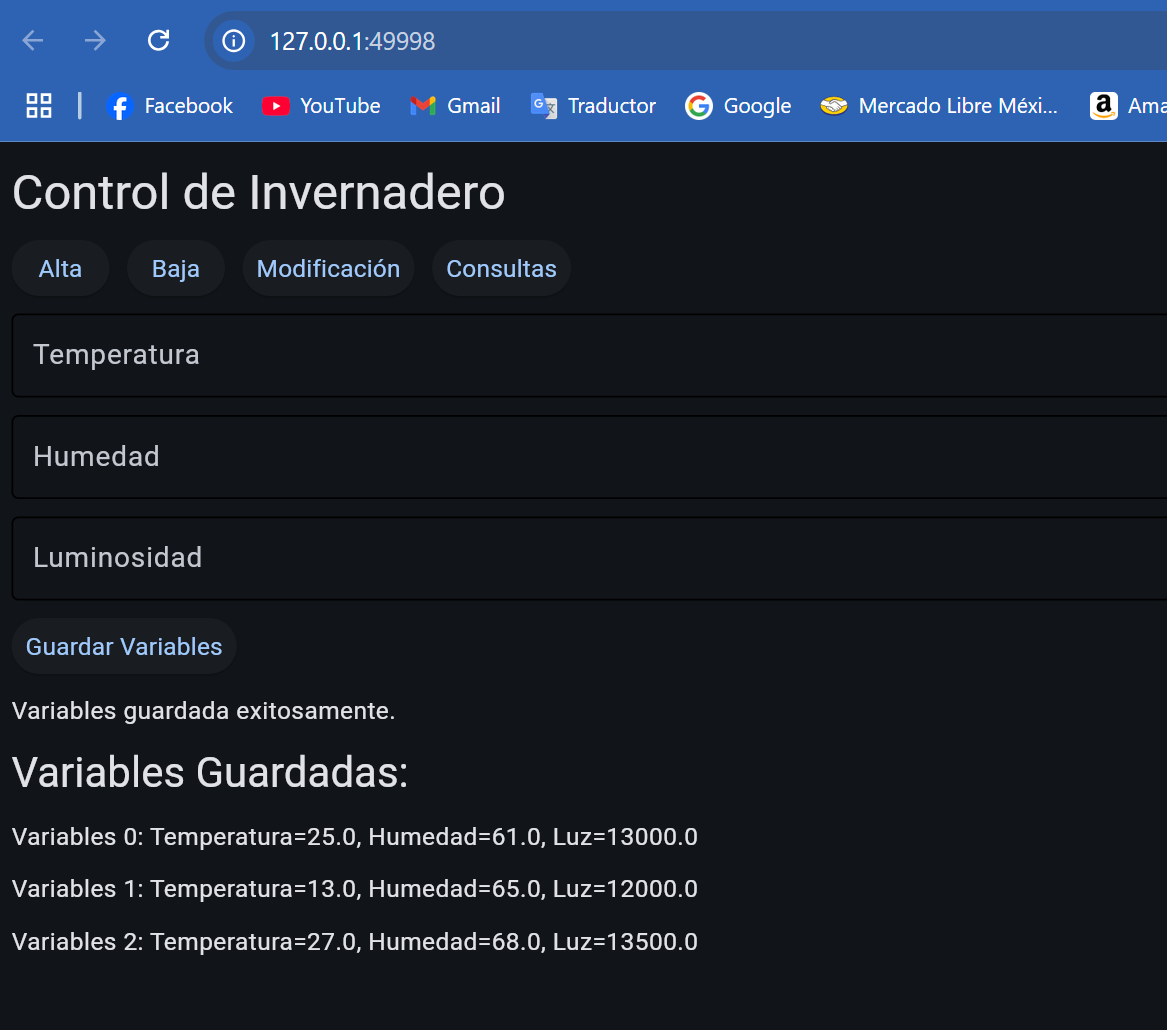 127.0.0.1:49998
Facebook YouTube Gmail Traductor Google Mercado Libre Méxi... Ama
Control de Invernadero
Alta Baja Modificación Consultas
Temperatura
Humedad
Luminosidad
Guardar Variables
Variables guardada exitosamente.
Variables Guardadas:
Variables 0: Temperatura=25.0, Humedad=61.0, Luz=13000.0
Variables 1: Temperatura=13.0, Humedad=65.0, Luz=12000.0
Variables 2: Temperatura=27.0, Humedad=68.0, Luz=13500.0